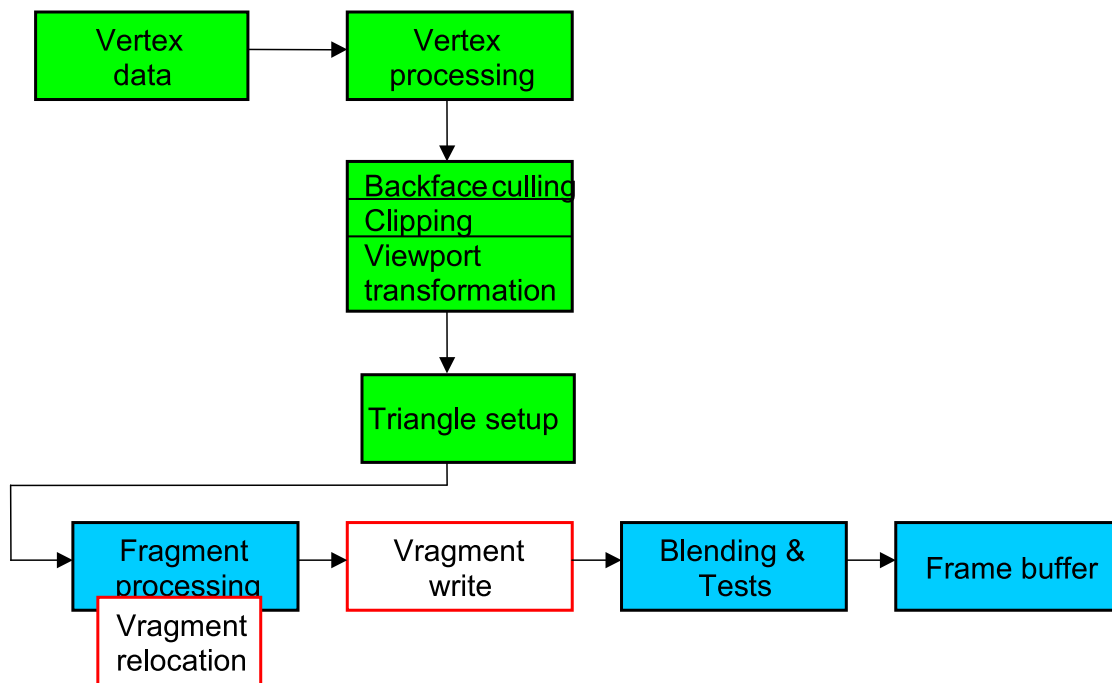 Vertex
data
Vertex
processing
Backface culling
Clipping
Viewport
transformation
Triangle setup
Fragment
processing
Vragment
relocation
Vragment
write
Blending &
Tests
Frame buffer